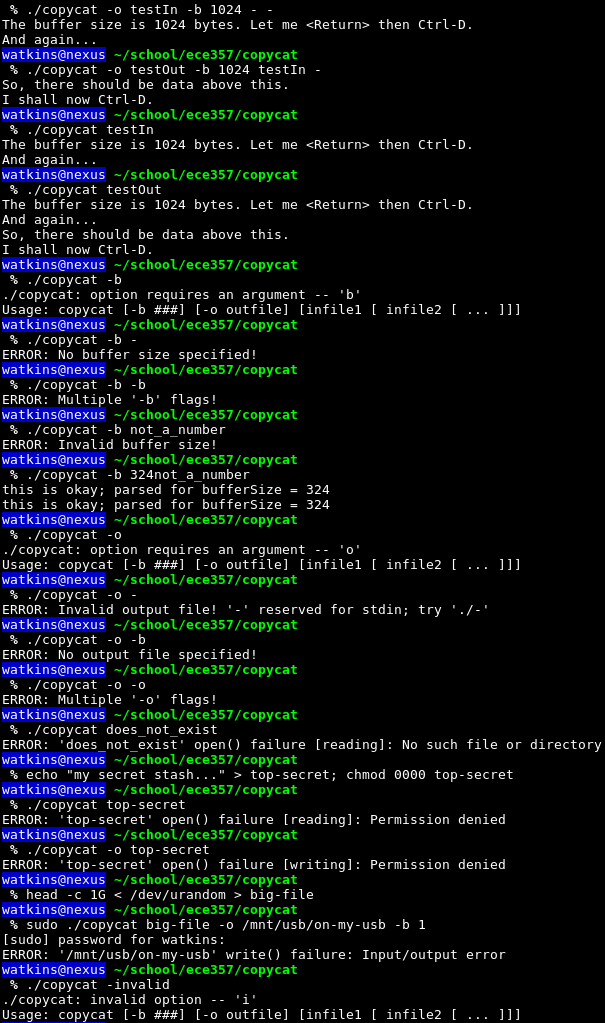 % ./copycat -o testIn -b 1024 - -
The buffer size is 1024 bytes. Let me <Return> then Ctrl-D.
And again...
watkins@nexus ~/school/ece357/copycat
% ./copycat -o testOut -b 1024 testIn -
So, there should be data above this.
I shall now Ctrl-D.
watkins@nexus ~/school/ece357/copycat
% ./copycat testIn
The buffer size is 1024 bytes. Let me <Return> then Ctrl-D.
And again...
watkins@nexus ~/school/ece357/copycat
% ./copycat testOut
The buffer size is 1024 bytes. Let me <Return> then Ctrl-D.
And again...
So, there should be data above this.
I shall now Ctrl-D.
watkins@nexus ~/school/ece357/copycat
% ./copycat -b
./copycat: option requires an argument -- 'b'
Usage: copycat [-b ###] [-o outfile] [infile1 [ infile2 [ ... ]]]
watkins@nexus ~/school/ece357/copycat
% ./copycat -b -
ERROR: No buffer size specified!
watkins@nexus ~/school/ece357/copycat
% ./copycat -b -b
ERROR: Multiple '-b' flags!
watkins@nexus ~/school/ece357/copycat
% ./copycat -b not_a_number
ERROR: Invalid buffer size!
watkins@nexus ~/school/ece357/copycat
% ./copycat -b 324not_a_number
this is okay; parsed for bufferSize = 324
this is okay; parsed for bufferSize = 324
watkins@nexus ~/school/ece357/copycat
% ./copycat -o
./copycat: option requires an argument -- 'o'
Usage: copycat [-b ###] [-o outfile] [infile1 [ infile2 [ ... ]]]
watkins@nexus ~/school/ece357/copycat
% ./copycat -o -
ERROR: Invalid output file! '-' reserved for stdin; try './-'
watkins@nexus ~/school/ece357/copycat
% ./copycat -o -b
ERROR: No output file specified!
watkins@nexus ~/school/ece357/copycat
% ./copycat -o -o
ERROR: Multiple '-o' flags!
watkins@nexus ~/school/ece357/copycat
% ./copycat does_not_exist
ERROR: 'does_not_exist' open() failure [reading]: No such file or directory
watkins@nexus ~/school/ece357/copycat
% echo "my secret stash..." > top-secret; chmod 0000 top-secret
watkins@nexus ~/school/ece357/copycat
% ./copycat top-secret
ERROR: 'top-secret' open() failure [reading]: Permission denied
watkins@nexus ~/school/ece357/copycat
% ./copycat -o top-secret
ERROR: 'top-secret' open() failure [writing]: Permission denied
watkins@nexus ~/school/ece357/copycat
% head -c 1G < /dev/urandom > big-file
watkins@nexus ~/school/ece357/copycat
% sudo ./copycat big-file -o /mnt/usb/on-my-usb -b 1
[sudo] password for watkins:
ERROR: '/mnt/usb/on-my-usb' write() failure: Input/output error
watkins@nexus ~/school/ece357/copycat
% ./copycat -invalid
./copycat: invalid option -- 'i'
Usage: copycat [-b ###] [-o outfile] [infile1 [ infile2 [ ... ]]]